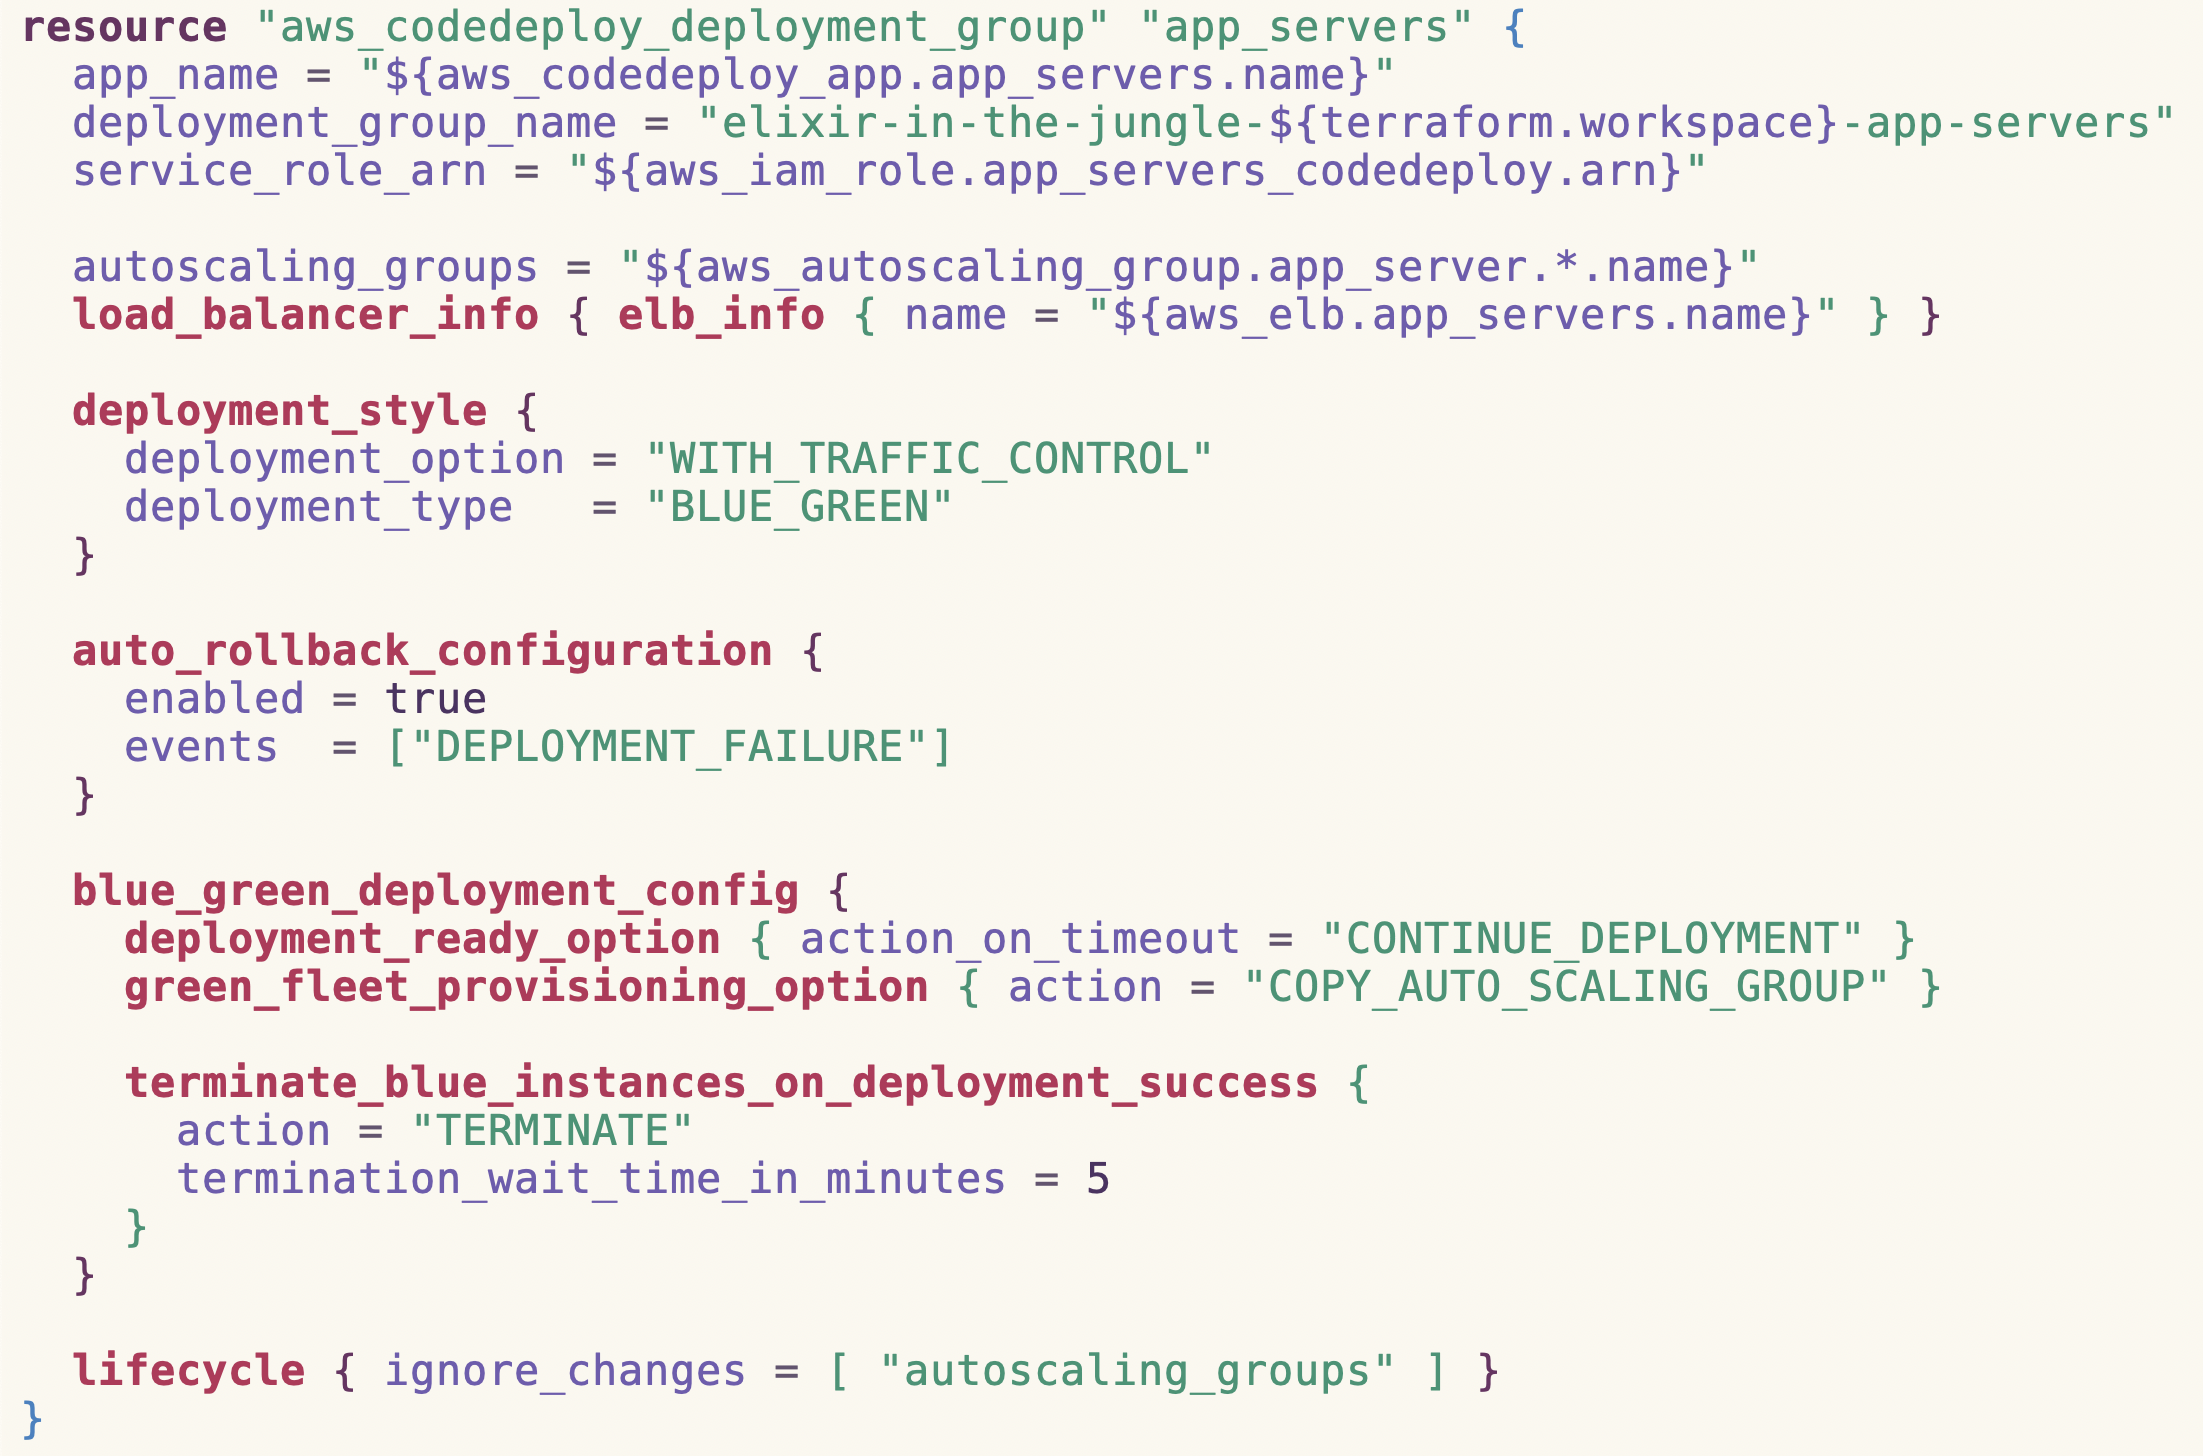 resource "aws_codedeploy_deployment_group" "app_servers" {
  app_name = "${aws_codedeploy_app.app_servers.name}"
  deployment_group_name = "elixir-in-the-jungle-${terraform.workspace}-app-servers"
  service_role_arn = "${aws_iam_role.app_servers_codedeploy.arn}"

  autoscaling_groups = "${aws_autoscaling_group.app_server.*.name}"
  load_balancer_info { elb_info { name = "${aws_elb.app_servers.name}" } }

  deployment_style {
    deployment_option = "WITH_TRAFFIC_CONTROL"
    deployment_type   = "BLUE_GREEN"
  }

  auto_rollback_configuration {
    enabled = true
    events  = ["DEPLOYMENT_FAILURE"]
  }

  blue_green_deployment_config {
    deployment_ready_option { action_on_timeout = "CONTINUE_DEPLOYMENT" }
    green_fleet_provisioning_option { action = "COPY_AUTO_SCALING_GROUP" }

    terminate_blue_instances_on_deployment_success {
      action = "TERMINATE"
      termination_wait_time_in_minutes = 5
    }
  }

  lifecycle { ignore_changes = [ "autoscaling_groups" ] }
}